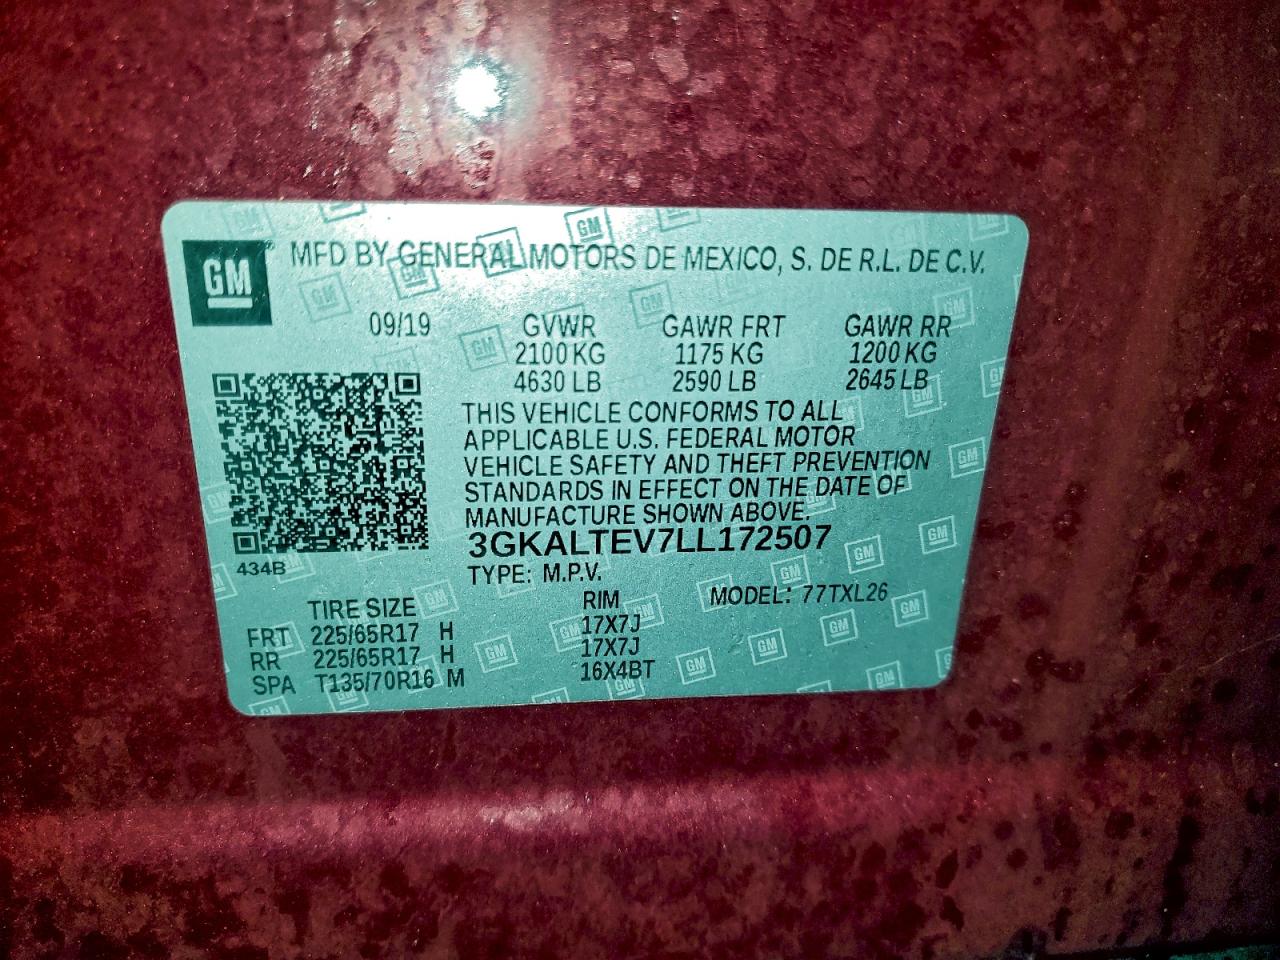 GM MFD BY GENERAL MOTORS DE MEXICO, S. DE R.L. DE C.V.
09/19 GVWR GAWR FRT GAWR RR
2100 KG 1175 KG 1200 KG
4630 LB 2590 LB 2645 LB
THIS VEHICLE CONFORMS TO ALL
APPLICABLE U.S. FEDERAL MOTOR
VEHICLE SAFETY AND THEFT PREVENTION
STANDARDS IN EFFECT ON THE DATE OF
MANUFACTURE SHOWN ABOVE.
3GKALTEV7LL172507
434B
TYPE: M.P.V.
MODEL: 77TXL26
TIRE SIZE RIM
FRT 225/65R17 H 17X7J
RR 225/65R17 H 17X7J
SPA T135/70R16 M 16X4BT